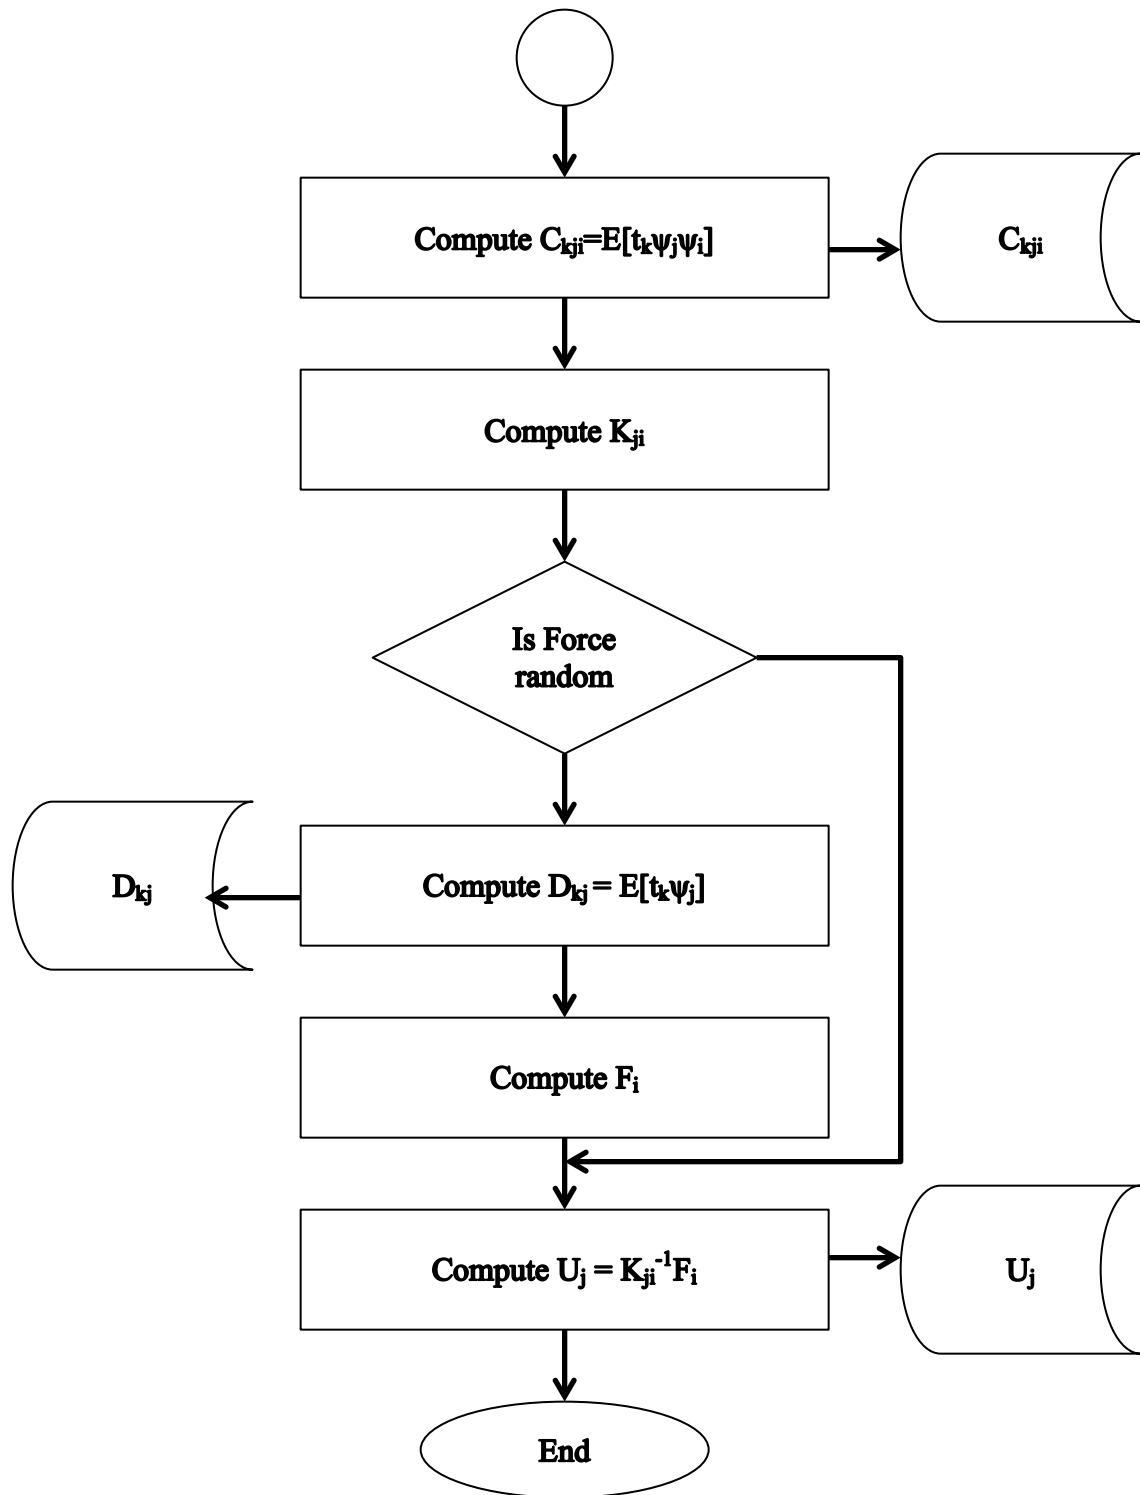 Compute Cₖⱼᵢ=E[tₖψⱼψᵢ]
Cₖⱼᵢ
Compute Kⱼᵢ
Is Force
random
Dₖⱼ
Compute Dₖⱼ = E[tₖψⱼ]
Compute Fᵢ
Compute Uⱼ = Kⱼᵢ⁻¹Fᵢ
Uⱼ
End